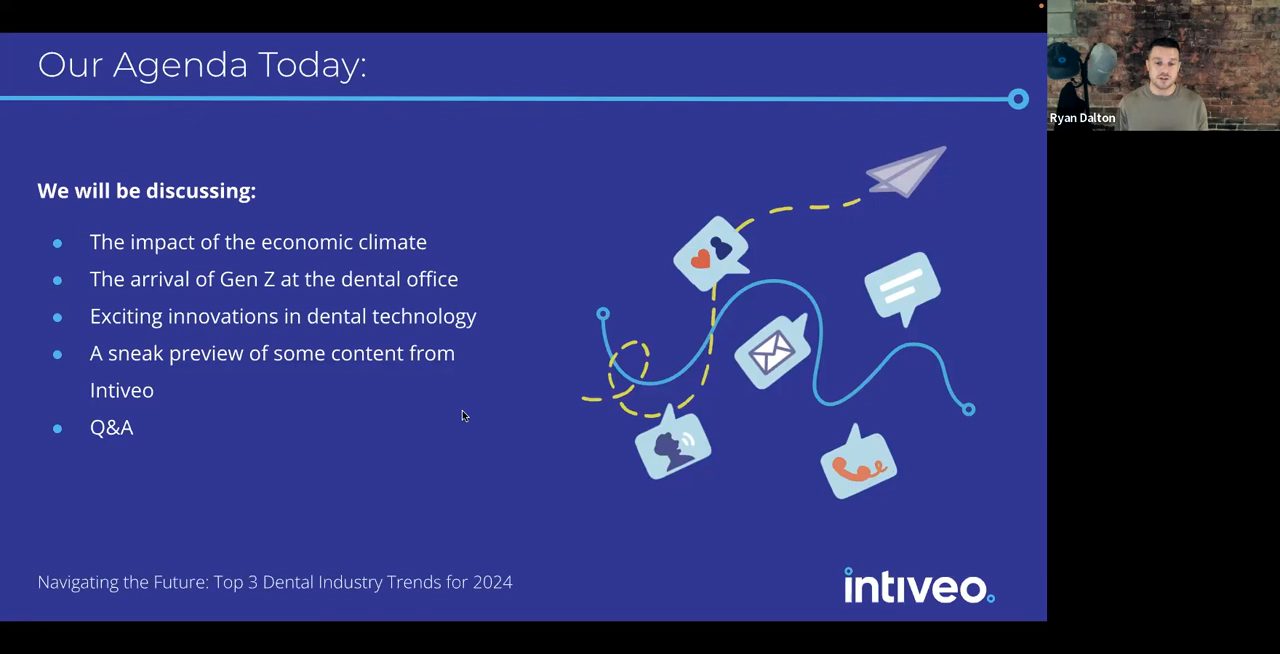 Our Agenda Today:
Ryan Dalton
We will be discussing:
The impact of the economic climate
The arrival of Gen Z at the dental office
Exciting innovations in dental technology
A sneak preview of some content from
Intiveo
Q&A
Navigating the Future: Top 3 Dental Industry Trends for 2024
intiveo